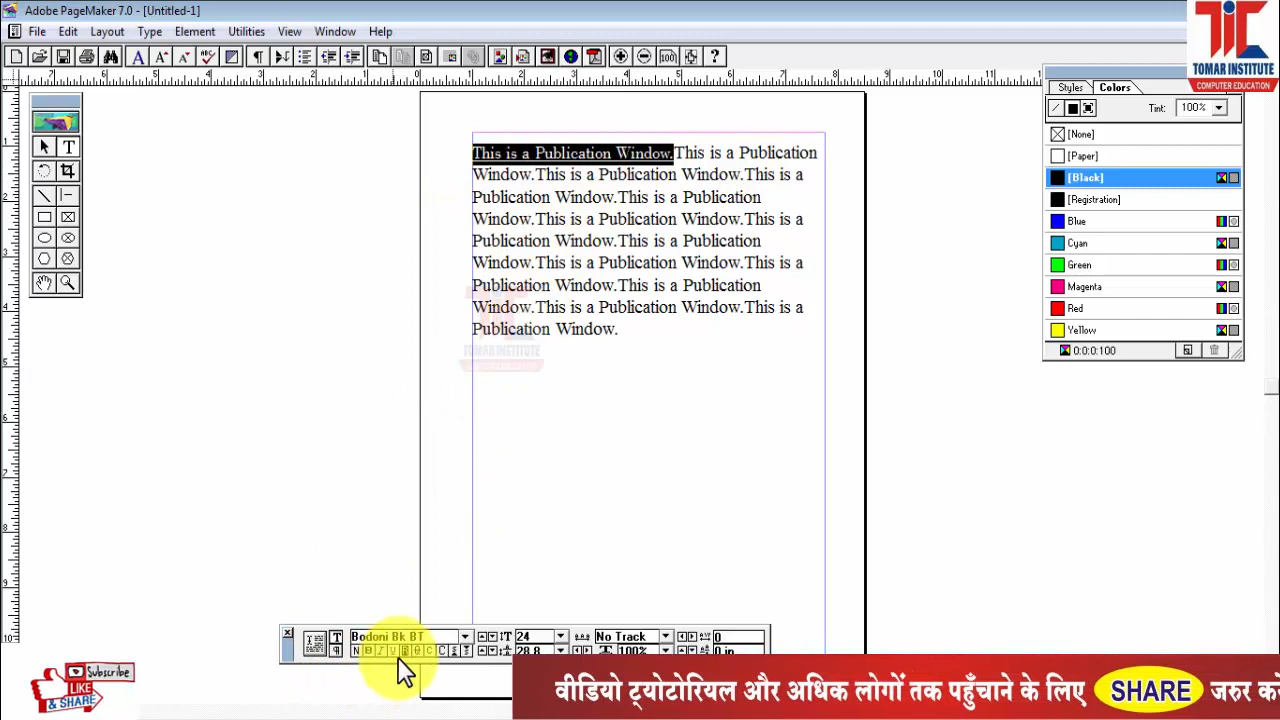 Adobe PageMaker 7.0 - [Untitled-1]
File Edit Layout Type Element Utilities View Window Help
TIC
TOMAR INSTITUTE
COMPUTER EDUCATION
Styles Colors
Tint: 100%
[None]
[Paper]
[Black]
[Registration]
Blue
Cyan
Green
Magenta
Red
Yellow
0:0:0:100
This is a Publication Window.This is a Publication
Window.This is a Publication Window.This is a
Publication Window.This is a Publication
Window.This is a Publication Window.This is a
Publication Window.This is a Publication
Window.This is a Publication Window.This is a
Publication Window.This is a Publication
Window.This is a Publication Window.This is a
Publication Window.
TOMAR INSTITUTE
Bodoni Bk BT 24 No Track 0
28.8 100% 0 in
Subscribe
LIKE
& SHARE
वीडियो ट्योटोरियल और अधिक लोगों तक पहुँचाने के लिए SHARE जरुर क